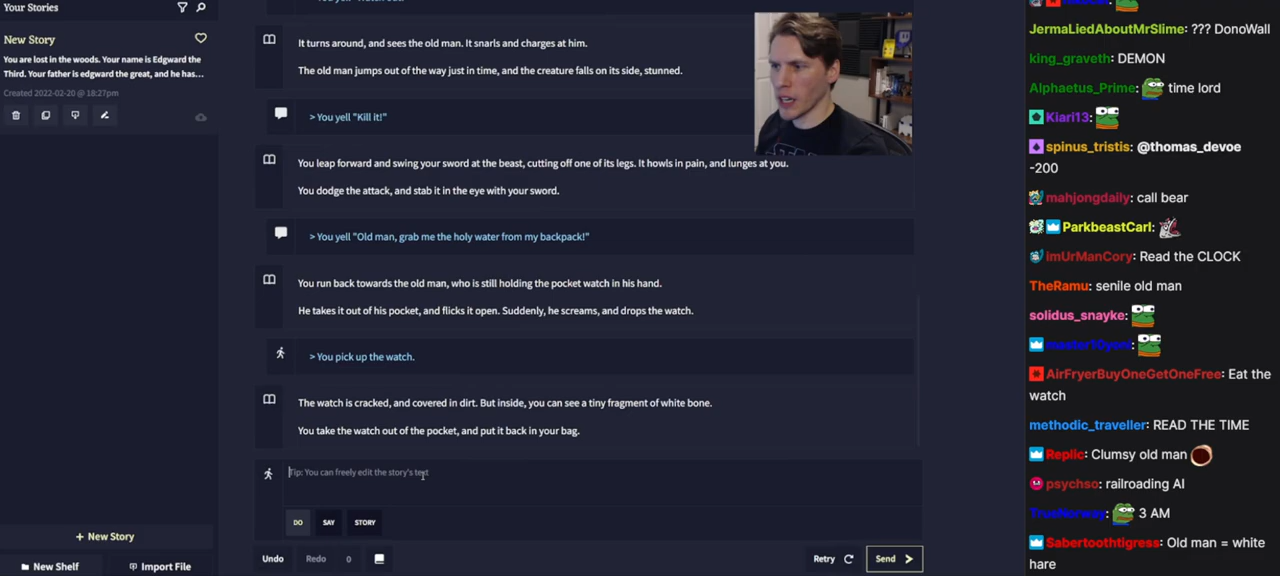 Your Stories
New Story
You are lost in the woods. Your name is Edgward the
Third. Your father is edgward the great, and he has...
Created 2022-02-20 @ 18:27pm
+ New Story
New Shelf
Import File
It turns around, and sees the old man. It snarls and charges at him.
The old man jumps out of the way just in time, and the creature falls on its side, stunned.
> You yell "Kill it!"
You leap forward and swing your sword at the beast, cutting off one of its legs. It howls in pain, and lunges at you.
You dodge the attack, and stab it in the eye with your sword.
> You yell "Old man, grab me the holy water from my backpack!"
You run back towards the old man, who is still holding the pocket watch in his hand.
He takes it out of his pocket, and flicks it open. Suddenly, he screams, and drops the watch.
> You pick up the watch.
The watch is cracked, and covered in dirt. But inside, you can see a tiny fragment of white bone.
You take the watch out of the pocket, and put it back in your bag.
Tip: You can freely edit the story's text
DO
SAY
STORY
Undo
Redo
0
Retry
Send
JermaLiedAboutMrSlime: ??? DonoWall
king_graveth: DEMON
Alphaetus_Prime: time lord
Kiari13:
spinus_tristis: @thomas_devoe
-200
mahjongdaily: call bear
ParkbeastCarl:
imUrManCory: Read the CLOCK
TheRamu: senile old man
solidus_snayke:
master10yoni:
AirFryerBuyOneGetOneFree: Eat the
watch
methodic_traveller: READ THE TIME
Replic: Clumsy old man
psychso: railroading AI
TrueNorway: 3 AM
Sabertoothtigress: Old man = white
hare